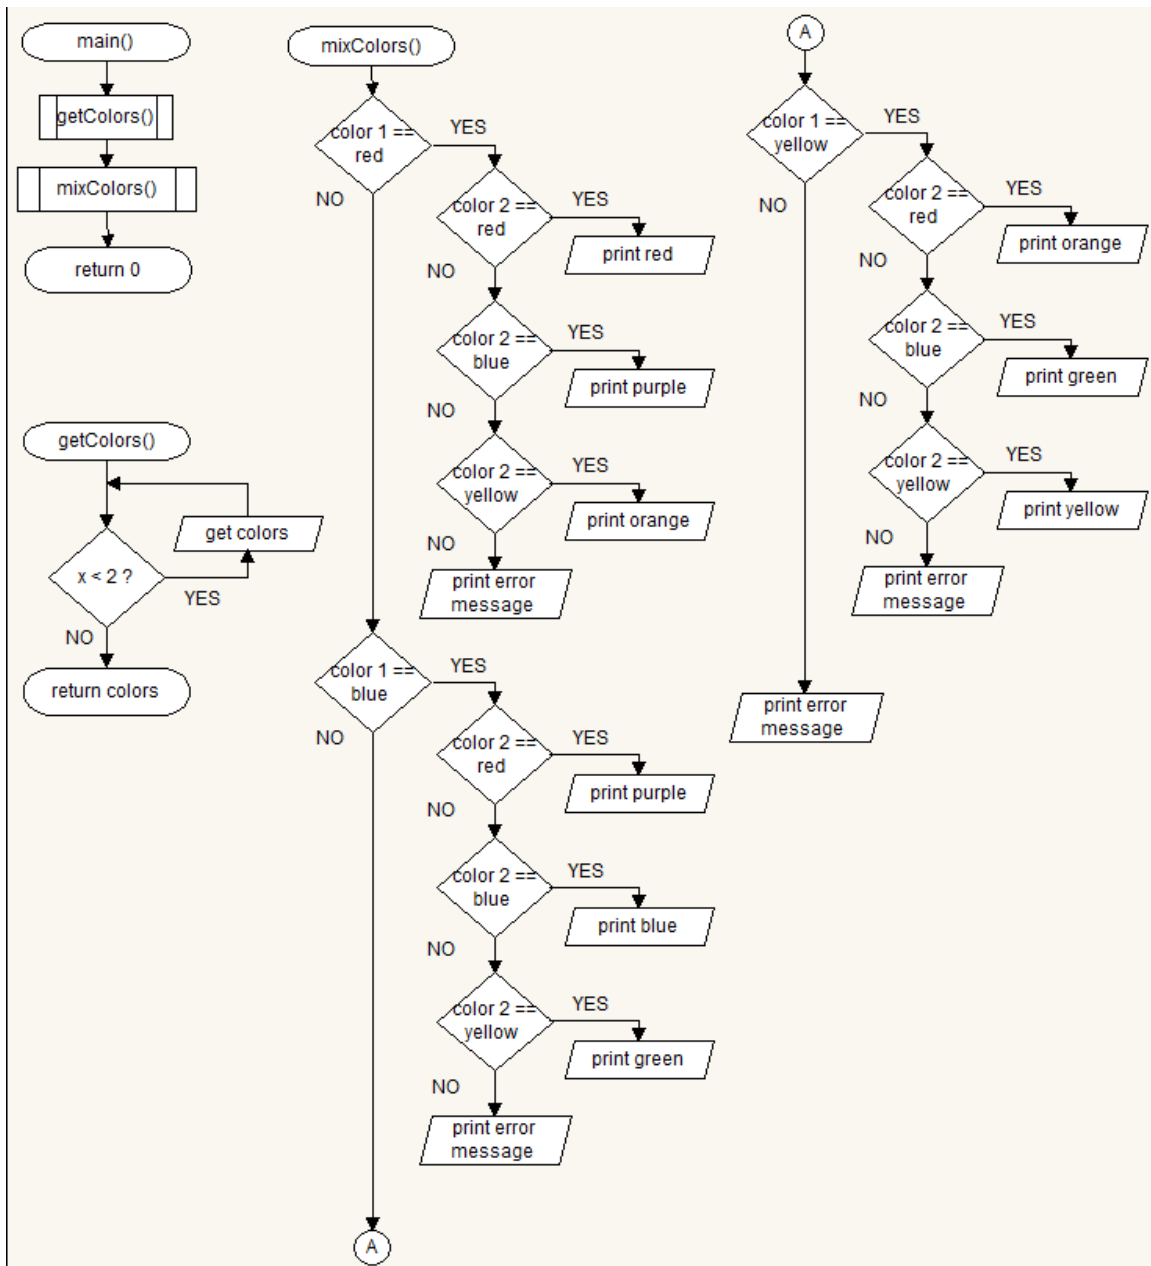 main()
getColors()
mixColors()
return 0
getColors()
get colors
x < 2 ?
YES
NO
return colors
mixColors()
color 1 ==
red
YES
NO
color 2 ==
red
YES
print red
NO
color 2 ==
blue
YES
print purple
NO
color 2 ==
yellow
YES
print orange
NO
print error
message
color 1 ==
blue
YES
NO
color 2 ==
red
YES
print purple
NO
color 2 ==
blue
YES
print blue
NO
color 2 ==
yellow
YES
print green
NO
print error
message
A
A
color 1 ==
yellow
YES
NO
color 2 ==
red
YES
print orange
NO
color 2 ==
blue
YES
print green
NO
color 2 ==
yellow
YES
print yellow
NO
print error
message
print error
message